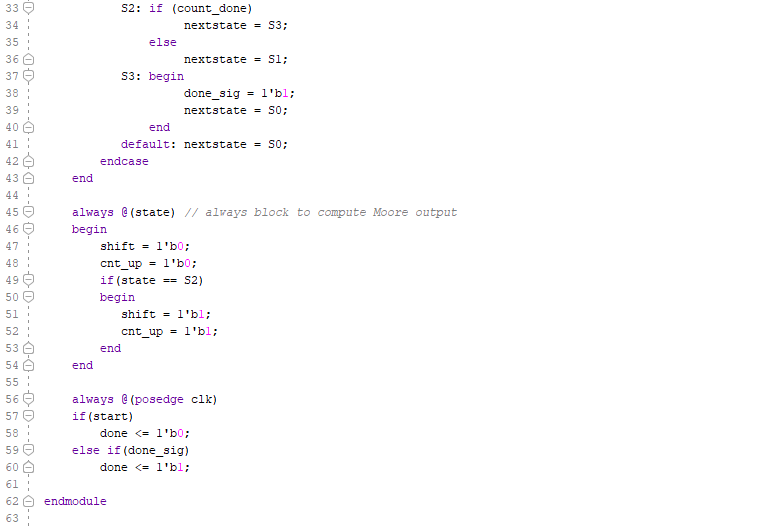 33 S2: if (count_done)
34 nextstate = S3;
35 else
36 nextstate = S1;
37 S3: begin
38 done_sig = 1'b1;
39 nextstate = S0;
40 end
41 default: nextstate = S0;
42 endcase
43 end
44
45 always @(state) // always block to compute Moore output
46 begin
47 shift = 1'b0;
48 cnt_up = 1'b0;
49 if(state == S2)
50 begin
51 shift = 1'b1;
52 cnt_up = 1'b1;
53 end
54 end
55
56 always @(posedge clk)
57 if(start)
58 done <= 1'b0;
59 else if(done_sig)
60 done <= 1'b1;
61
62 endmodule
63